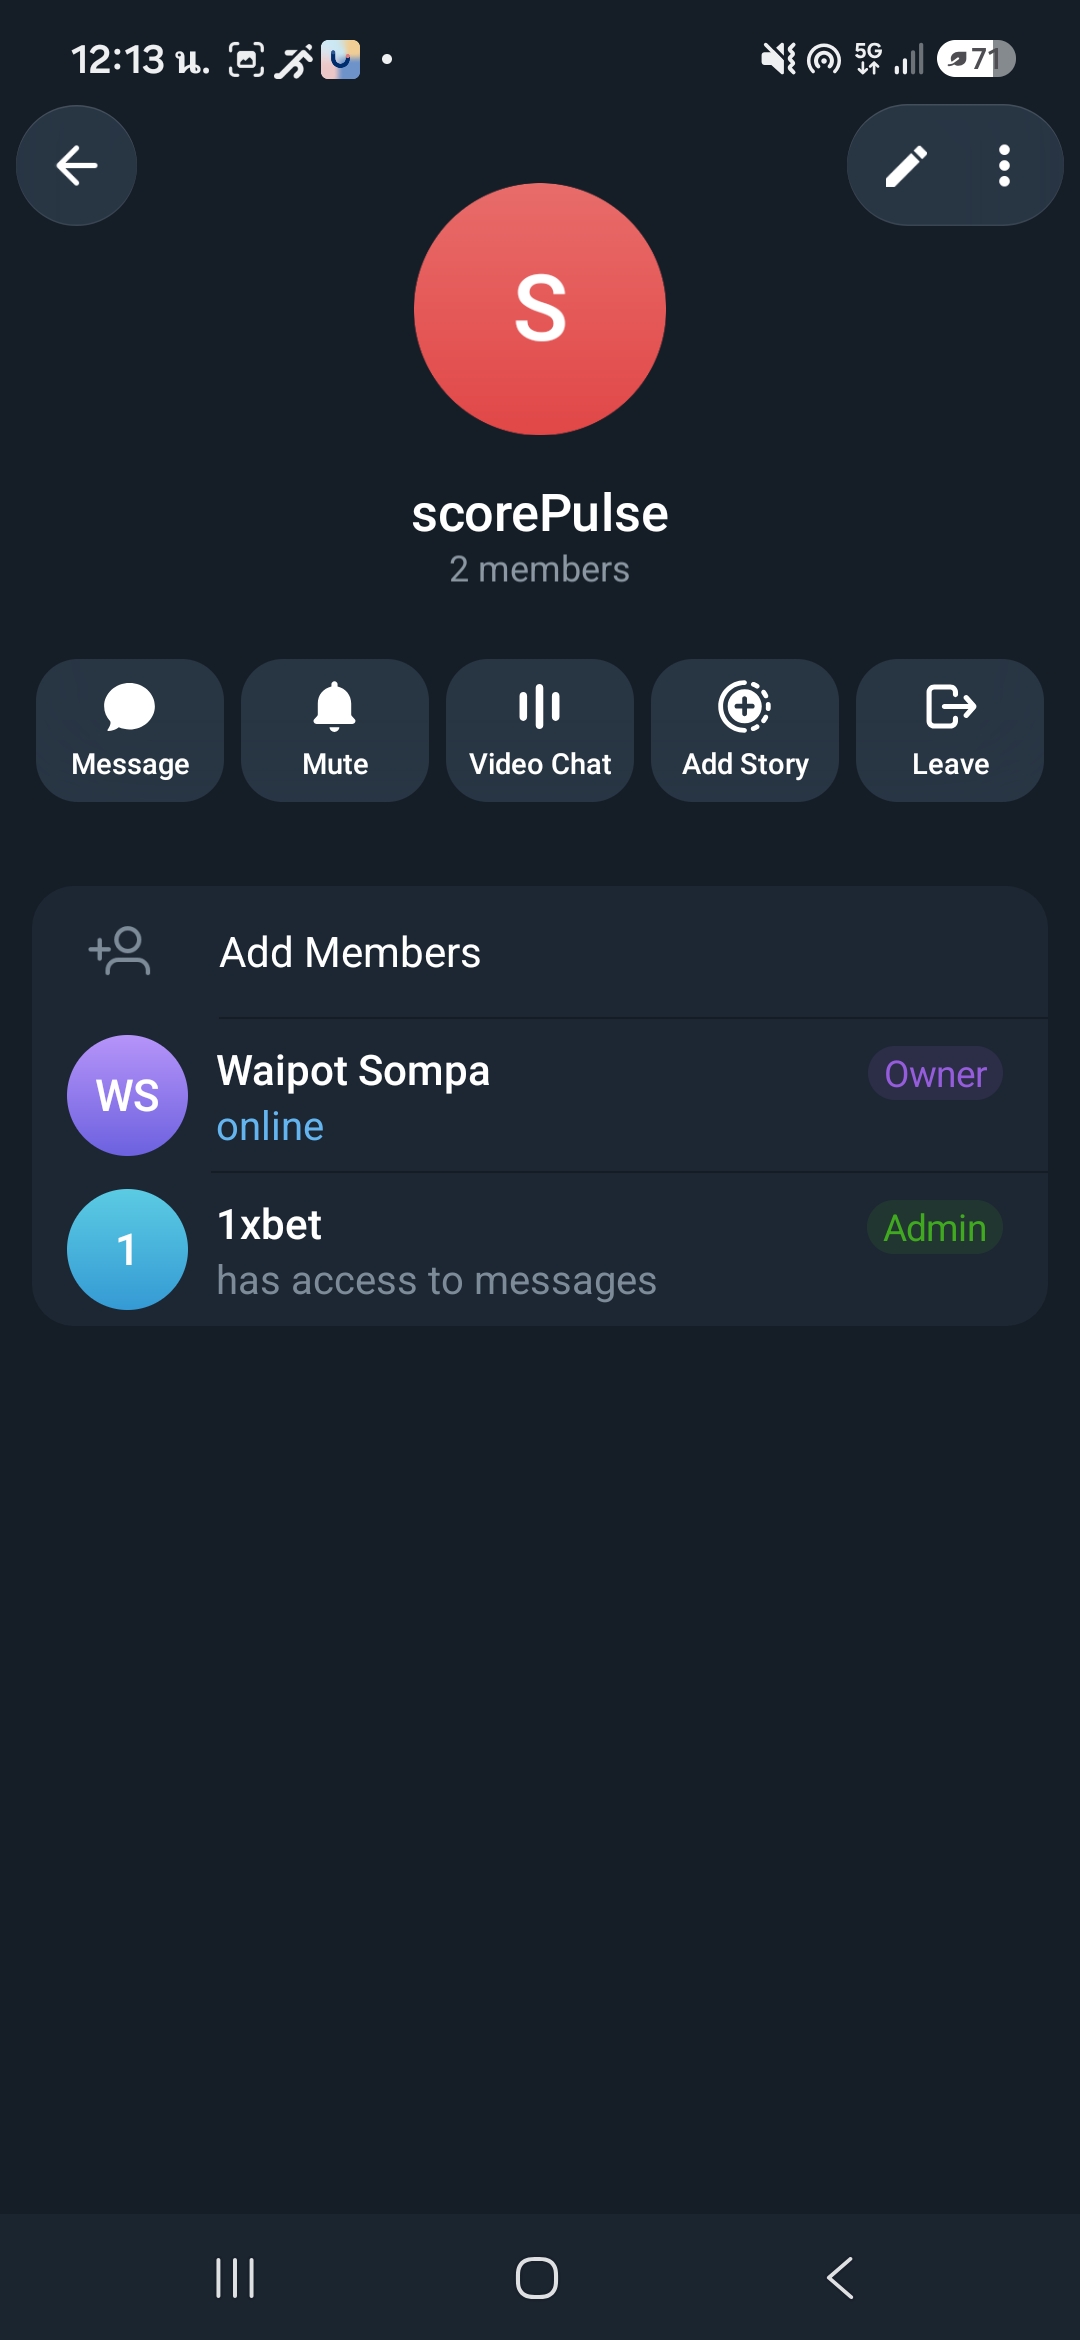 12:13 น.
5G
71
S
scorePulse
2 members
Message
Mute
Video Chat
Add Story
Leave
Add Members
WS
Waipot Sompa
Owner
online
1
1xbet
Admin
has access to messages